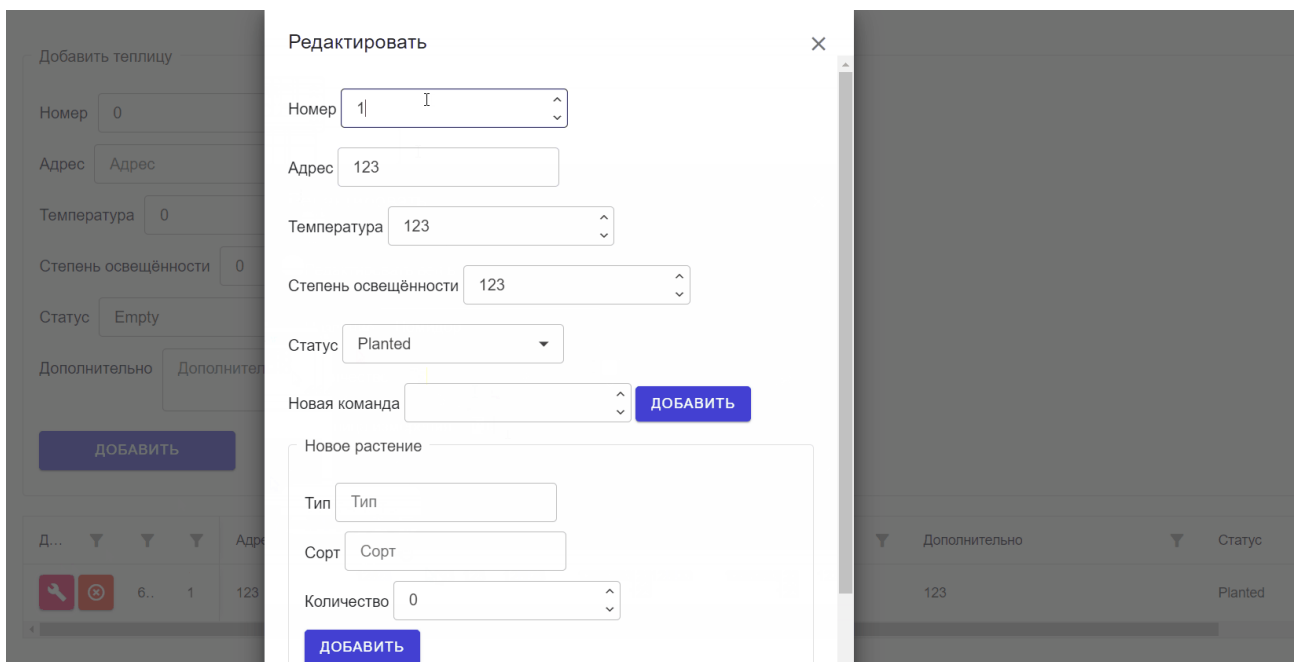 Добавить теплицу
Номер 0
Адрес Адрес
Температура 0
Степень освещённости 0
Статус Empty
Дополнительно
ДОБАВИТЬ
Редактировать
Номер 1
Адрес 123
Температура 123
Степень освещённости 123
Статус Planted
Новая команда ДОБАВИТЬ
Новое растение
Тип Тип
Сорт Сорт
Количество 0
ДОБАВИТЬ
Д... Дополнительно Статус
6.. 1 123 123 Planted